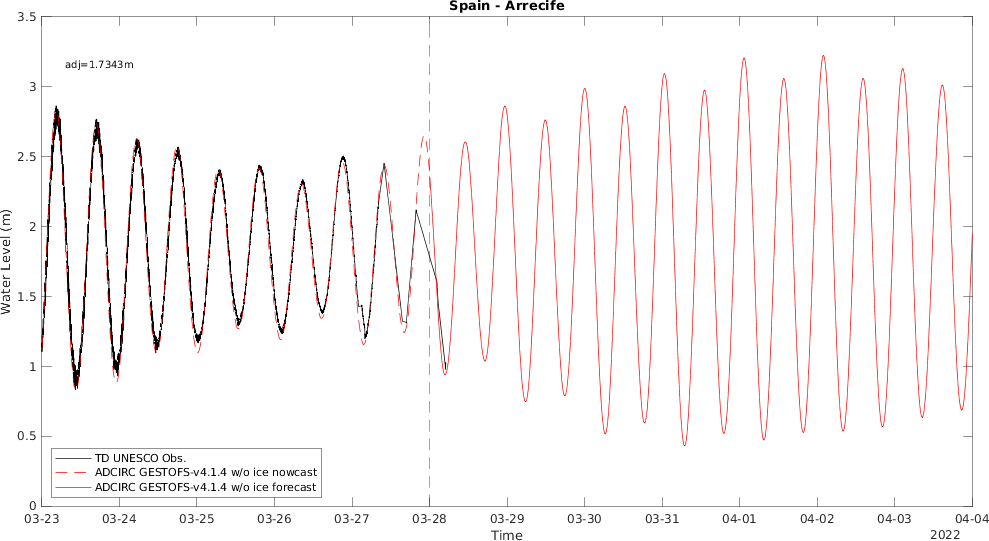 Spain - Arrecife
adj=1.7343m
3.5
3
2.5
2
1.5
1
0.5
0
Water Level (m)
TD UNESCO Obs.
ADCIRC GESTOFS-v4.1.4 w/o ice nowcast
ADCIRC GESTOFS-v4.1.4 w/o ice forecast
03-23 03-24 03-25 03-26 03-27 03-28 03-29 03-30 03-31 04-01 04-02 04-03 04-04
Time
2022